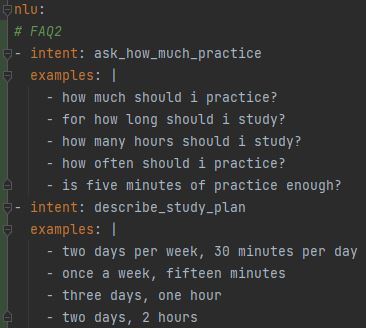 nlu:
# FAQ2
- intent: ask_how_much_practice
  examples: |
    - how much should i practice?
    - for how long should i study?
    - how many hours should i study?
    - how often should i practice?
    - is five minutes of practice enough?
- intent: describe_study_plan
  examples: |
    - two days per week, 30 minutes per day
    - once a week, fifteen minutes
    - three days, one hour
    - two days, 2 hours